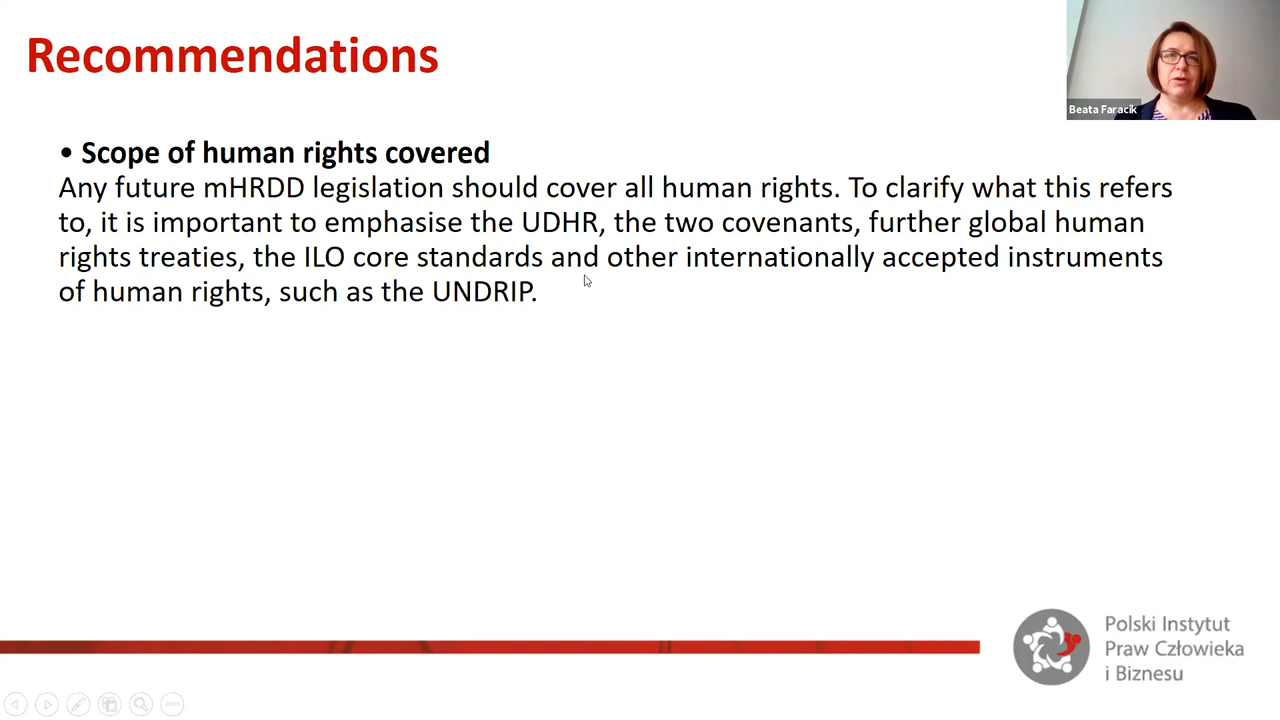 Recommendations
Beata Faracik
• Scope of human rights covered
Any future mHRDD legislation should cover all human rights. To clarify what this refers
to, it is important to emphasise the UDHR, the two covenants, further global human
rights treaties, the ILO core standards and other internationally accepted instruments
of human rights, such as the UNDRIP.
Polski Instytut
Praw Człowieka
i Biznesu